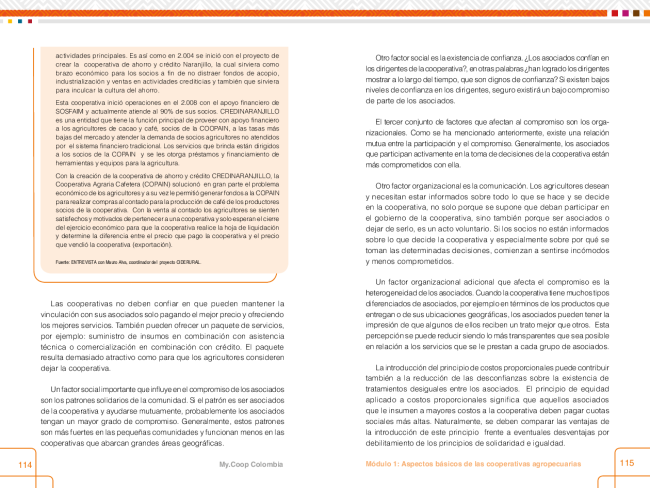 actividades principales. Es así como en 2.004 se inició con el proyecto de
crear la cooperativa de ahorro y crédito Naranjillo, la cual sirviera como
brazo económico para los socios a fin de no distraer fondos de acopio,
industrialización y ventas en actividades crediticias y también que sirviera
para inculcar la cultura del ahorro.
Esta cooperativa inició operaciones en el 2.008 con el apoyo financiero de
SOSFAIM y actualmente atiende al 90% de sus socios. CREDINARANJILLO
es una entidad que tiene la función principal de proveer con apoyo financiero
a los agricultores de cacao y café, socios de la COOPAIN, a las tasas más
bajas del mercado y atender la demanda de socios agricultores no atendidos
por el sistema financiero tradicional. Los servicios que brinda están dirigidos
a los socios de la COPAIN y se les otorga préstamos y financiamiento de
herramientas y equipos para la agricultura.
Con la creación de la cooperativa de ahorro y crédito CREDINARANJILLO, la
Cooperativa Agraria Cafetera (COPAIN) solucionó en gran parte el problema
económico de los agricultores y a su vez le permitió generar fondos a la COPAIN
para realizar compras al contado para la producción de café de los productores
socios de la cooperativa. Con la venta al contado los agricultores se sienten
satisfechos y motivados de pertenecer a una cooperativa y solo esperan el cierre
del ejercicio económico para que la cooperativa realice la hoja de liquidación
y determine la diferencia entre el precio que pago la cooperativa y el precio
que vendió la cooperativa (exportación).
Fuente: ENTREVISTA con Mauro Alva, coordinador del proyecto CIDERURAL.
Las cooperativas no deben confiar en que pueden mantener la
vinculación con sus asociados solo pagando el mejor precio y ofreciendo
los mejores servicios. También pueden ofrecer un paquete de servicios,
por ejemplo: suministro de insumos en combinación con asistencia
técnica o comercialización en combinación con crédito. El paquete
resulta demasiado atractivo como para que los agricultores consideren
dejar la cooperativa.
Un factor social importante que influye en el compromiso de los asociados
son los patrones solidarios de la comunidad. Si el patrón es ser asociados
de la cooperativa y ayudarse mutuamente, probablemente los asociados
tengan un mayor grado de compromiso. Generalmente, estos patrones
son más fuertes en las pequeñas comunidades y funcionan menos en las
cooperativas que abarcan grandes áreas geográficas.
114
My.Coop Colombia
Otro factor social es la existencia de confianza. ¿Los asociados confían en
los dirigentes de la cooperativa?, en otras palabras ¿han logrado los dirigentes
mostrar a lo largo del tiempo, que son dignos de confianza? Si existen bajos
niveles de confianza en los dirigentes, seguro existirá un bajo compromiso
de parte de los asociados.
El tercer conjunto de factores que afectan al compromiso son los orga-
nizacionales. Como se ha mencionado anteriormente, existe una relación
mutua entre la participación y el compromiso. Generalmente, los asociados
que participan activamente en la toma de decisiones de la cooperativa están
más comprometidos con ella.
Otro factor organizacional es la comunicación. Los agricultores desean
y necesitan estar informados sobre todo lo que se hace y se decide
en la cooperativa, no solo porque se supone que deban participar en
el gobierno de la cooperativa, sino también porque ser asociados o
dejar de serlo, es un acto voluntario. Si los socios no están informados
sobre lo que decide la cooperativa y especialmente sobre por qué se
toman las determinadas decisiones, comienzan a sentirse incómodos
y menos comprometidos.
Un factor organizacional adicional que afecta el compromiso es la
heterogeneidad de los asociados. Cuando la cooperativa tiene muchos tipos
diferenciados de asociados, por ejemplo en términos de los productos que
entregan o de sus ubicaciones geográficas, los asociados pueden tener la
impresión de que algunos de ellos reciben un trato mejor que otros. Esta
percepción se puede reducir siendo lo más transparentes que sea posible
en relación a los servicios que se le prestan a cada grupo de asociados.
La introducción del principio de costos proporcionales puede contribuir
también a la reducción de las desconfianzas sobre la existencia de
tratamientos desiguales entre los asociados. El principio de equidad
aplicado a costos proporcionales significa que aquellos asociados
que le insumen a mayores costos a la cooperativa deben pagar cuotas
sociales más altas. Naturalmente, se deben comparar las ventajas de
la introducción de este principio frente a eventuales desventajas por
debilitamiento de los principios de solidaridad e igualdad.
Módulo 1: Aspectos básicos de las cooperativas agropecuarias
115